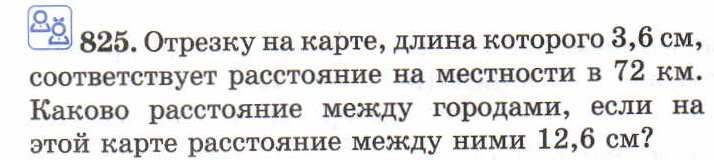 825. Отрезку на карте, длина которого 3,6 см,
соответствует расстояние на местности в 72 км.
Каково расстояние между городами, если на
этой карте расстояние между ними 12,6 см?